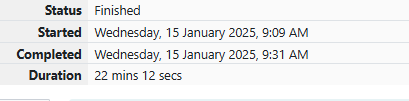 Status Finished
Started Wednesday, 15 January 2025, 9:09 AM
Completed Wednesday, 15 January 2025, 9:31 AM
Duration 22 mins 12 secs